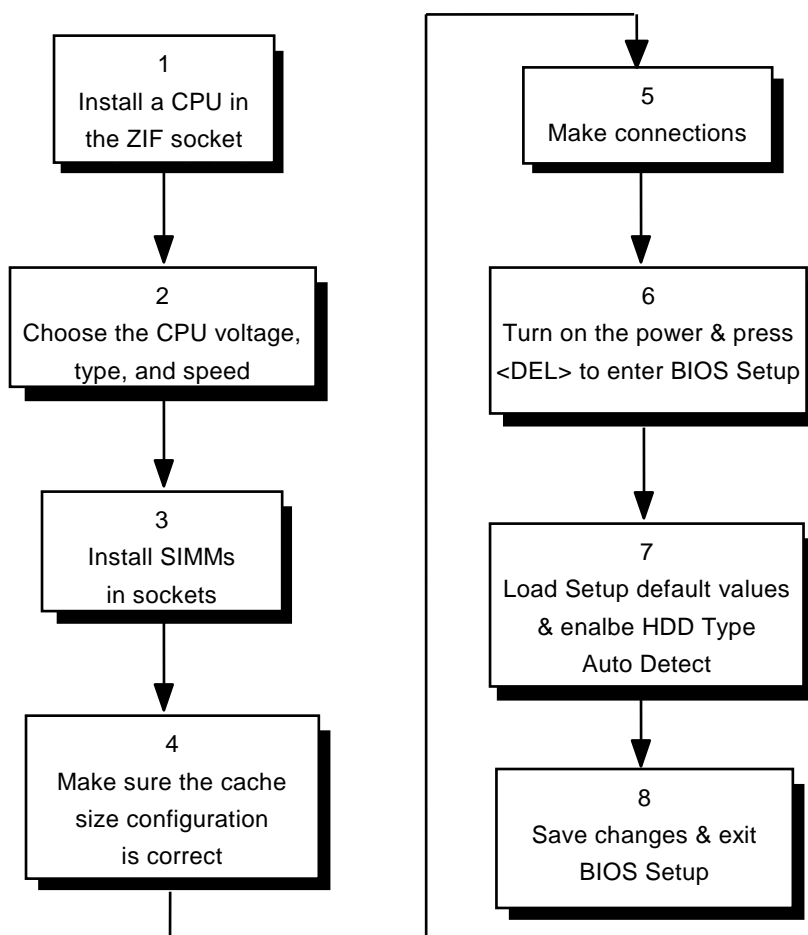 1
Install a CPU in
the ZIF socket
2
Choose the CPU voltage,
type, and speed
3
Install SIMMs
in sockets
4
Make sure the cache
size configuration
is correct
5
Make connections
6
Turn on the power & press
<DEL> to enter BIOS Setup
7
Load Setup default values
& enalbe HDD Type
Auto Detect
8
Save changes & exit
BIOS Setup